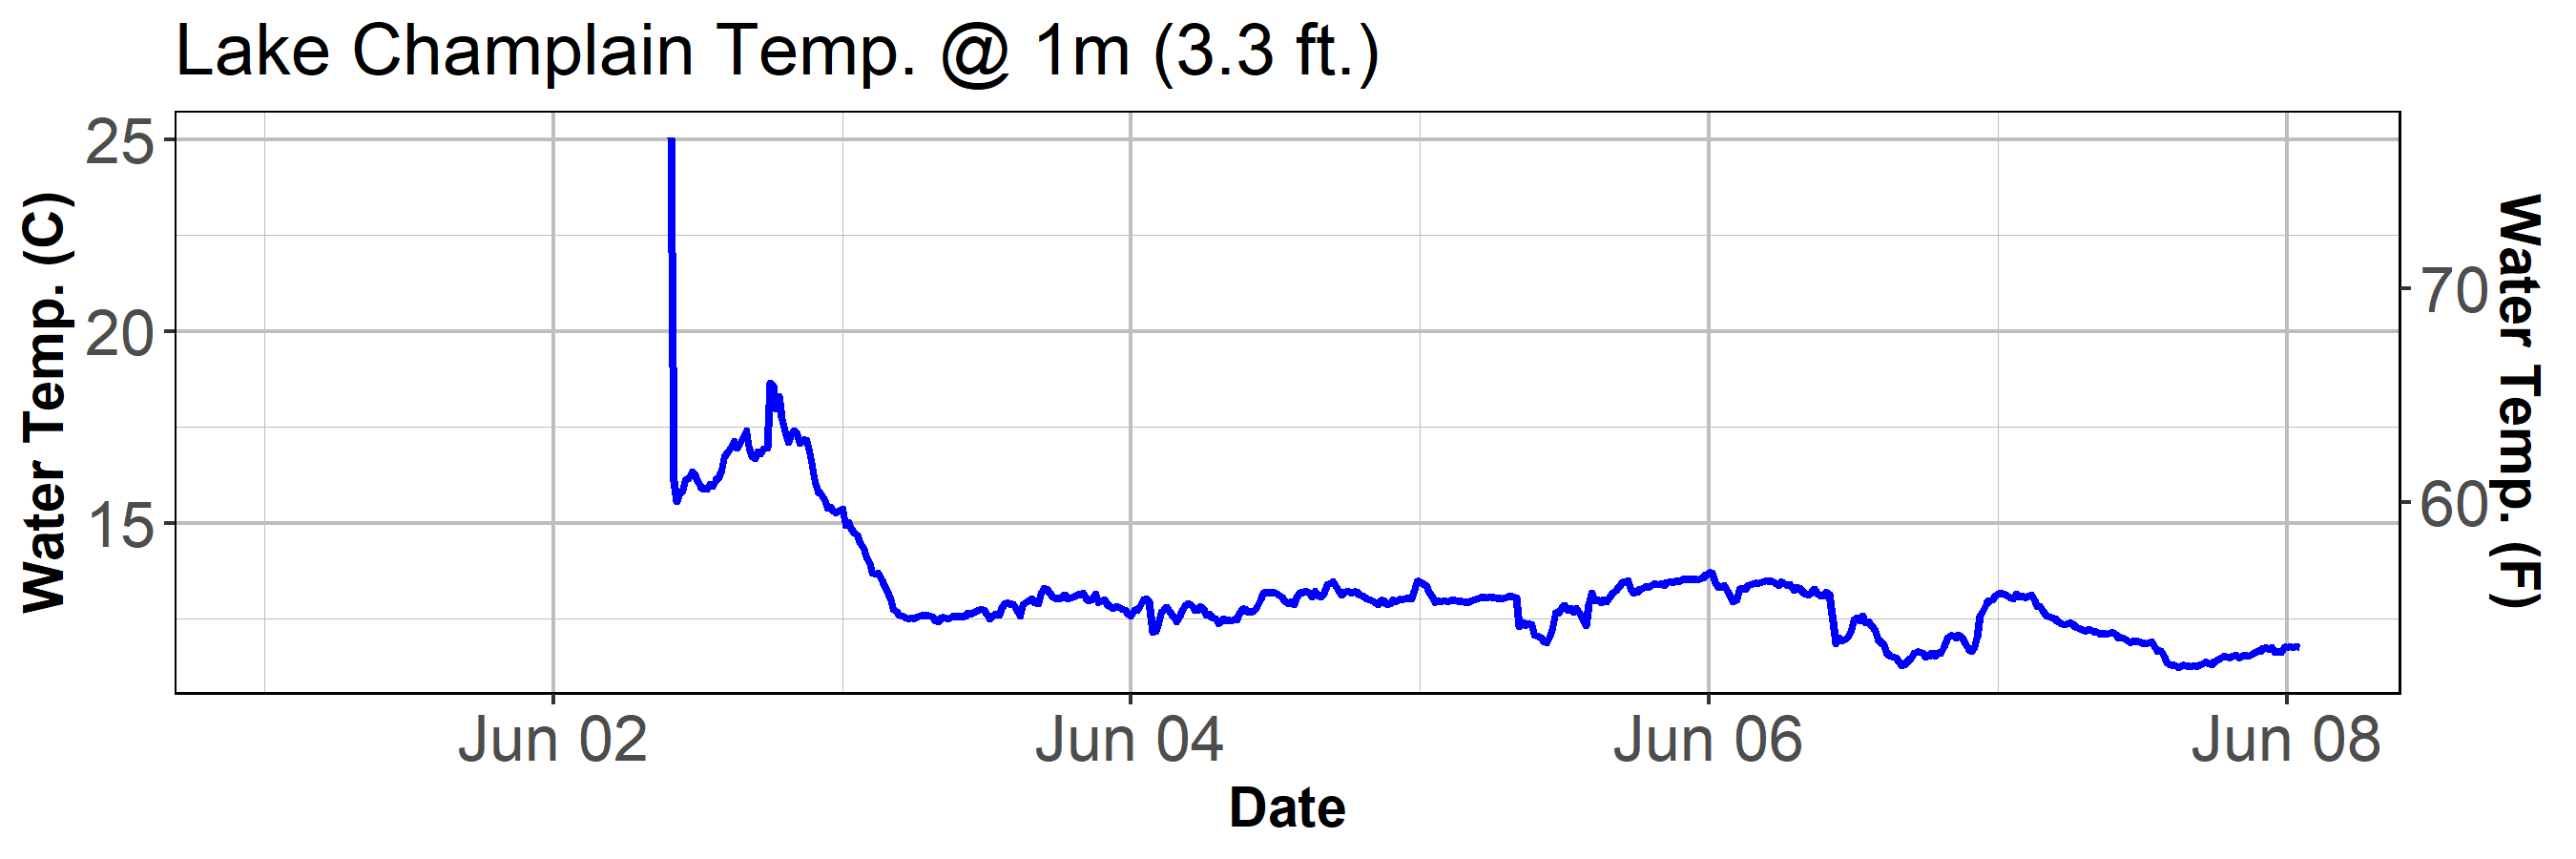 Lake Champlain Temp. @ 1m (3.3 ft.)
25
20
15
Water Temp. (C)
70
60
Water Temp. (F)
Jun 02 Jun 04 Jun 06 Jun 08
Date